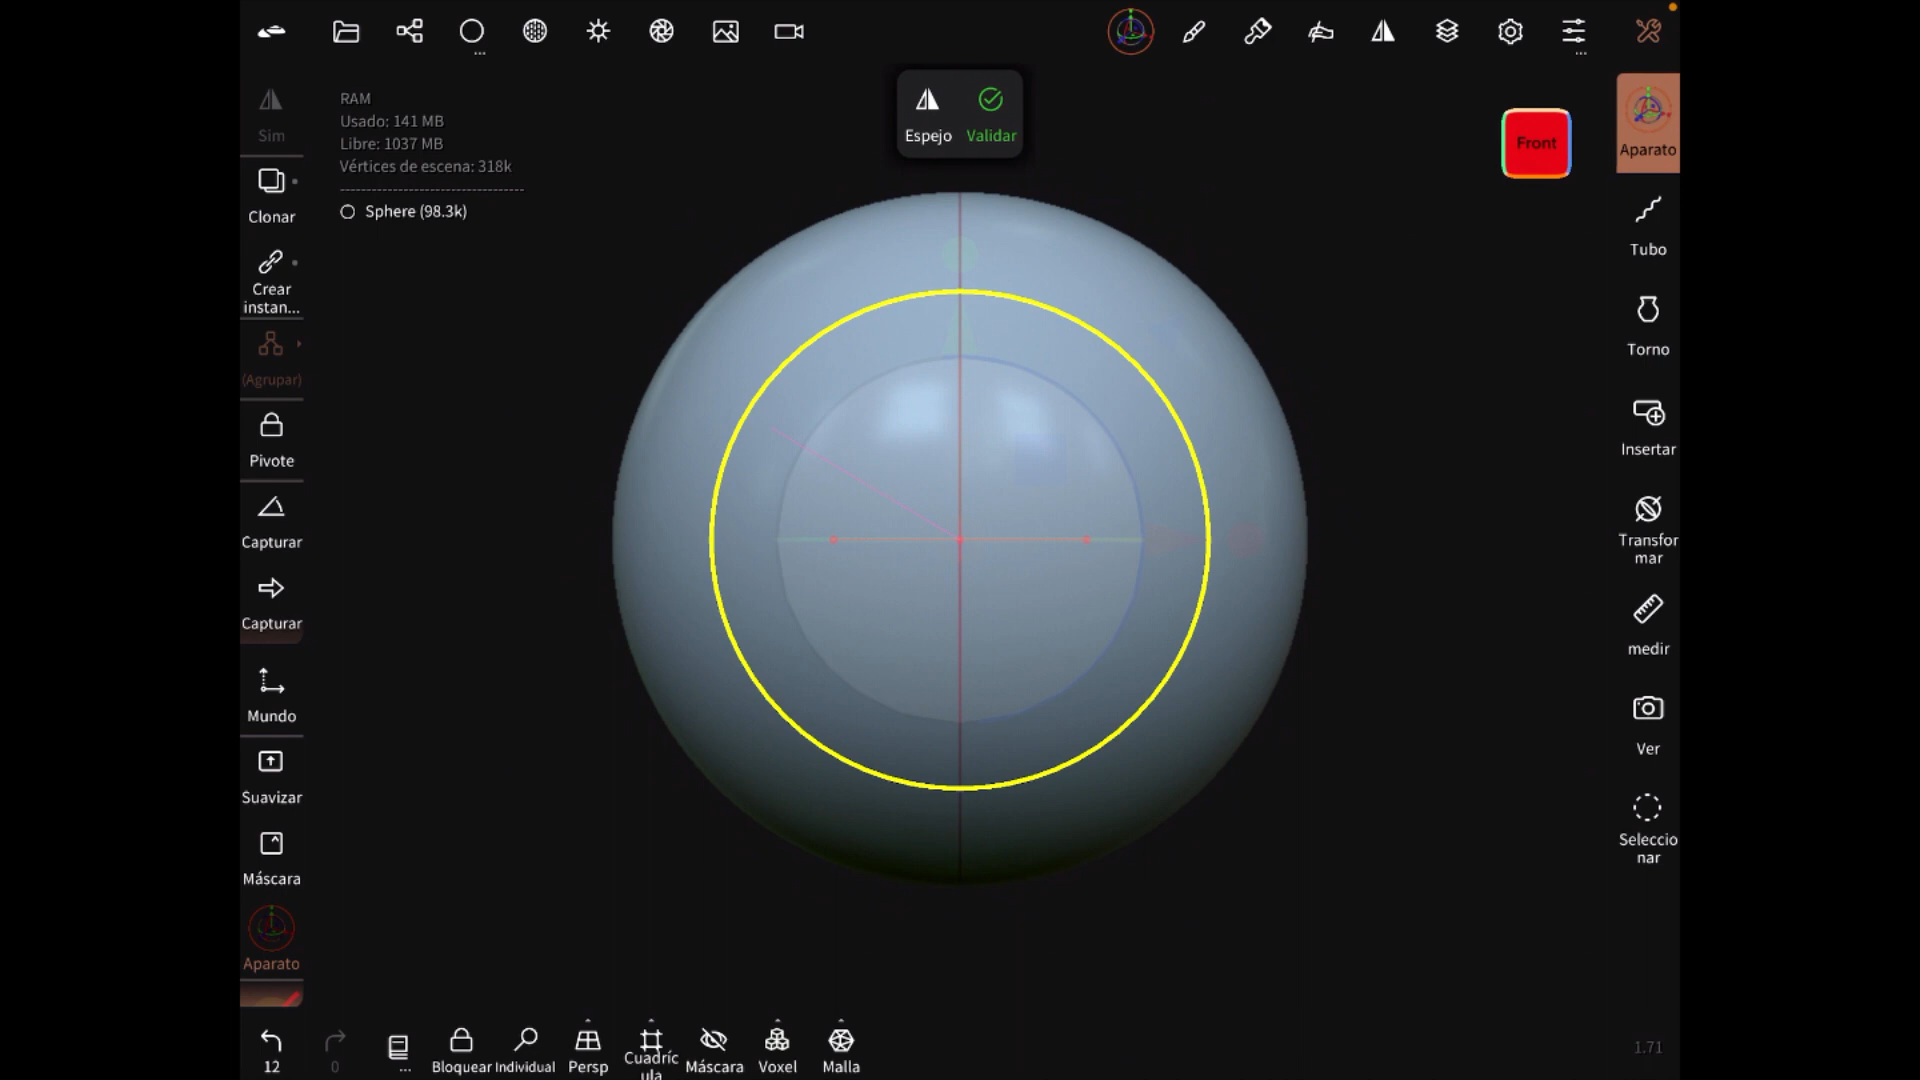 Sim
Clonar
Crear
instan...
(Agrupar)
Pivote
Capturar
Capturar
Mundo
Suavizar
Máscara
Aparato
RAM
Usado: 141 MB
Libre: 1037 MB
Vértices de escena: 318k
-----------------------------------
Sphere (98.3k)
Espejo
Validar
Front
Aparato
Tubo
Torno
Insertar
Transfor
mar
medir
Ver
Seleccio
nar
12
0
...
Bloquear
Individual
Persp
Cuadríc
ula
Máscara
Voxel
Malla
1.71